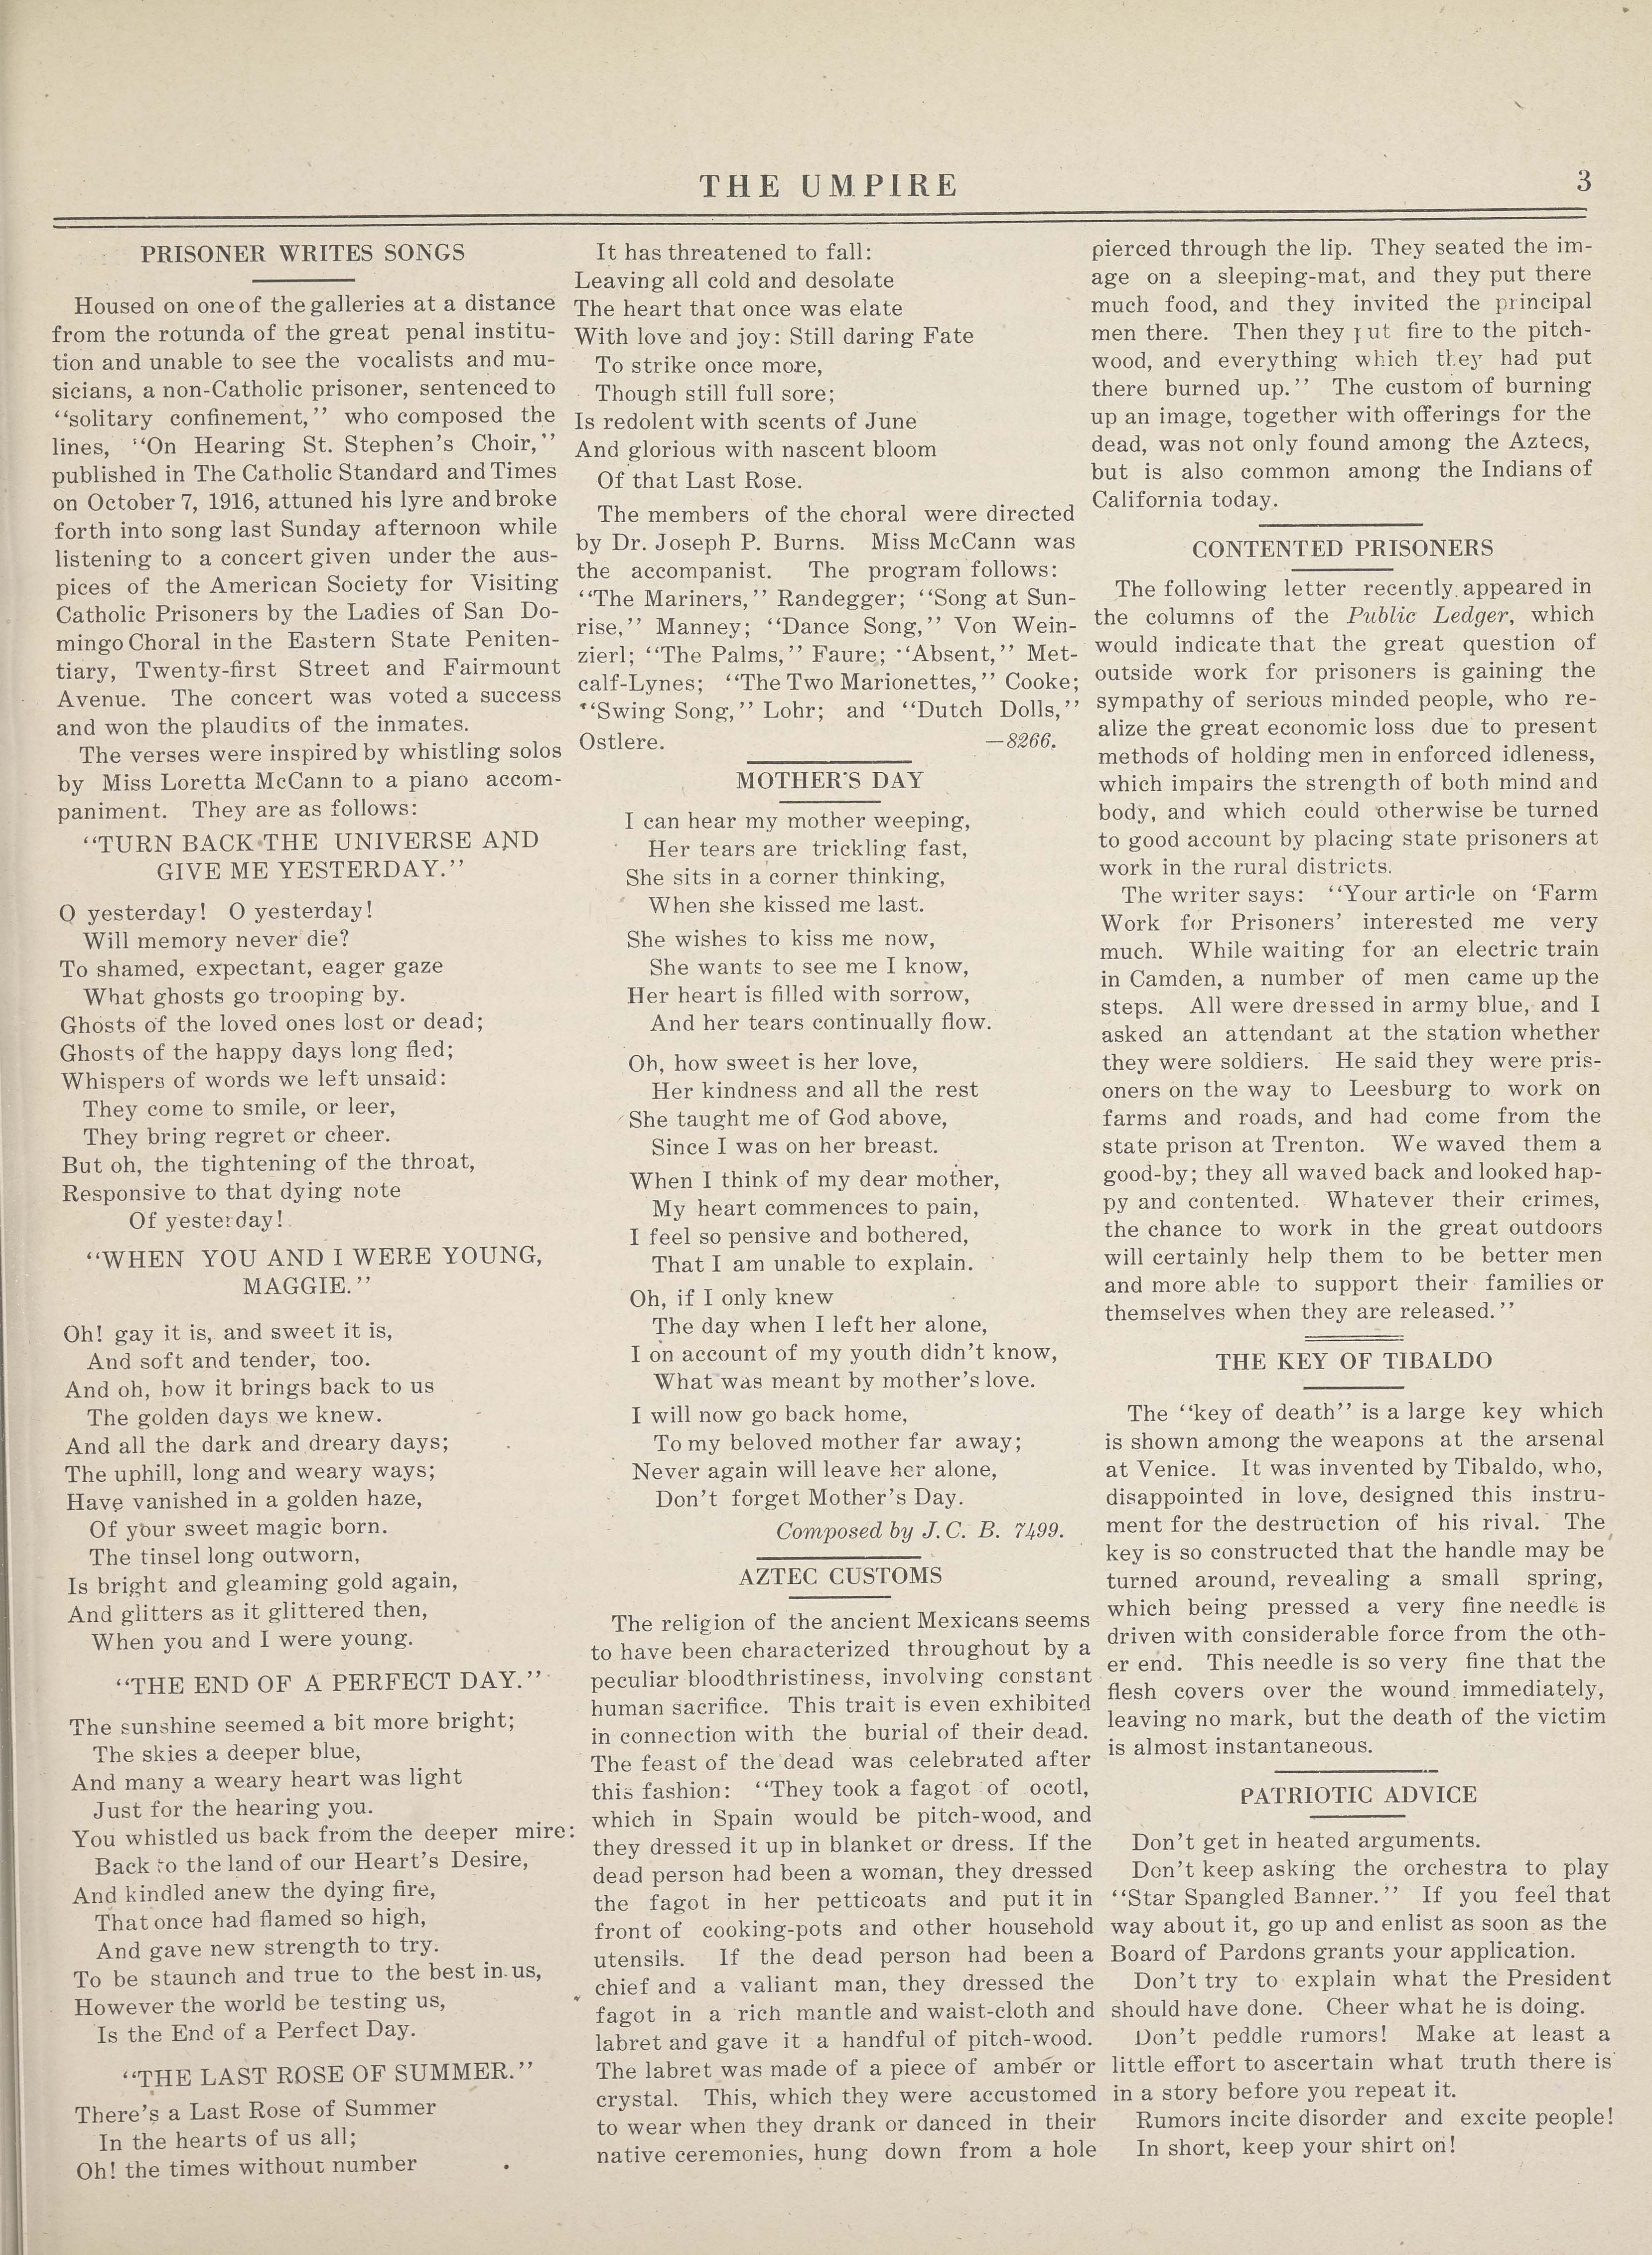 THE UMPIRE
3
PRISONER WRITES SONGS
Housed on one of the galleries at a distance
from the rotunda of the great penal institu-
tion and unable to see the vocalists and mu-
sicians, a non-Catholic prisoner, sentenced to
‘‘solitary confinement,’’ who composed the
lines, ‘‘On Hearing St. Stephen’s Choir,’’
published in The Catholic Standard and Times
on October 7, 1916, attuned his lyre and broke
forth into song last Sunday afternoon while
listening to a concert given under the aus-
pices of the American Society for Visiting
Catholic Prisoners by the Ladies of San Do-
mingo Choral in the Eastern State Peniten-
tiary, Twenty-first Street and Fairmount
Avenue. The concert was voted a success
and won the plaudits of the inmates.
The verses were inspired by whistling solos
by Miss Loretta McCann to a piano accom-
paniment. They are as follows:
‘‘TURN BACK THE UNIVERSE AND
GIVE ME YESTERDAY.’’
O yesterday! O yesterday!
Will memory never die?
To shamed, expectant, eager gaze
What ghosts go trooping by.
Ghosts of the loved ones lost or dead;
Ghosts of the happy days long fled;
Whispers of words we left unsaid:
They come to smile, or leer,
They bring regret or cheer.
But oh, the tightening of the throat,
Responsive to that dying note
Of yesterday!
‘‘WHEN YOU AND I WERE YOUNG,
MAGGIE.’’
Oh! gay it is, and sweet it is,
And soft and tender, too.
And oh, how it brings back to us
The golden days we knew.
And all the dark and dreary days;
The uphill, long and weary ways;
Have vanished in a golden haze,
Of your sweet magic born.
The tinsel long outworn,
Is bright and gleaming gold again,
And glitters as it glittered then,
When you and I were young.
‘‘THE END OF A PERFECT DAY.’’
The sunshine seemed a bit more bright;
The skies a deeper blue,
And many a weary heart was light
Just for the hearing you.
You whistled us back from the deeper mire:
Back to the land of our Heart’s Desire,
And kindled anew the dying fire,
That once had flamed so high,
And gave new strength to try.
To be staunch and true to the best in us,
However the world be testing us,
Is the End of a Perfect Day.
‘‘THE LAST ROSE OF SUMMER.’’
There’s a Last Rose of Summer
In the hearts of us all;
Oh! the times without number
It has threatened to fall:
Leaving all cold and desolate
The heart that once was elate
With love and joy: Still daring Fate
To strike once more,
Though still full sore;
Is redolent with scents of June
And glorious with nascent bloom
Of that Last Rose.
The members of the choral were directed
by Dr. Joseph P. Burns. Miss McCann was
the accompanist. The program follows:
‘‘The Mariners,’’ Randegger; ‘‘Song at Sun-
rise,’’ Manney; ‘‘Dance Song,’’ Von Wein-
zierl; ‘‘The Palms,’’ Faure; ‘‘Absent,’’ Met-
calf-Lynes; ‘‘The Two Marionettes,’’ Cooke;
‘‘Swing Song,’’ Lohr; and ‘‘Dutch Dolls,’’
Ostlere. —8266.
MOTHER’S DAY
I can hear my mother weeping,
Her tears are trickling fast,
She sits in a corner thinking,
When she kissed me last.
She wishes to kiss me now,
She wants to see me I know,
Her heart is filled with sorrow,
And her tears continually flow.
Oh, how sweet is her love,
Her kindness and all the rest
She taught me of God above,
Since I was on her breast.
When I think of my dear mother,
My heart commences to pain,
I feel so pensive and bothered,
That I am unable to explain.
Oh, if I only knew
The day when I left her alone,
I on account of my youth didn’t know,
What was meant by mother’s love.
I will now go back home,
To my beloved mother far away;
Never again will leave her alone,
Don’t forget Mother’s Day.
Composed by J. C. B. 7499.
AZTEC CUSTOMS
The religion of the ancient Mexicans seems
to have been characterized throughout by a
peculiar bloodthristiness, involving constant
human sacrifice. This trait is even exhibited
in connection with the burial of their dead.
The feast of the dead was celebrated after
this fashion: ‘‘They took a fagot of ocotl,
which in Spain would be pitch-wood, and
they dressed it up in blanket or dress. If the
dead person had been a woman, they dressed
the fagot in her petticoats and put it in
front of cooking-pots and other household
utensils. If the dead person had been a
chief and a valiant man, they dressed the
fagot in a rich mantle and waist-cloth and
labret and gave it a handful of pitch-wood.
The labret was made of a piece of amber or
crystal. This, which they were accustomed
to wear when they drank or danced in their
native ceremonies, hung down from a hole
pierced through the lip. They seated the im-
age on a sleeping-mat, and they put there
much food, and they invited the principal
men there. Then they put fire to the pitch-
wood, and everything which they had put
there burned up.’’ The custom of burning
up an image, together with offerings for the
dead, was not only found among the Aztecs,
but is also common among the Indians of
California today.
CONTENTED PRISONERS
The following letter recently appeared in
the columns of the Public Ledger, which
would indicate that the great question of
outside work for prisoners is gaining the
sympathy of serious minded people, who re-
alize the great economic loss due to present
methods of holding men in enforced idleness,
which impairs the strength of both mind and
body, and which could otherwise be turned
to good account by placing state prisoners at
work in the rural districts.
The writer says: ‘‘Your article on ‘Farm
Work for Prisoners’ interested me very
much. While waiting for an electric train
in Camden, a number of men came up the
steps. All were dressed in army blue, and I
asked an attendant at the station whether
they were soldiers. He said they were pris-
oners on the way to Leesburg to work on
farms and roads, and had come from the
state prison at Trenton. We waved them a
good-by; they all waved back and looked hap-
py and contented. Whatever their crimes,
the chance to work in the great outdoors
will certainly help them to be better men
and more able to support their families or
themselves when they are released.’’
THE KEY OF TIBALDO
The ‘‘key of death’’ is a large key which
is shown among the weapons at the arsenal
at Venice. It was invented by Tibaldo, who,
disappointed in love, designed this instru-
ment for the destruction of his rival. The
key is so constructed that the handle may be
turned around, revealing a small spring,
which being pressed a very fine needle is
driven with considerable force from the oth-
er end. This needle is so very fine that the
flesh covers over the wound immediately,
leaving no mark, but the death of the victim
is almost instantaneous.
PATRIOTIC ADVICE
Don’t get in heated arguments.
Don’t keep asking the orchestra to play
‘‘Star Spangled Banner.’’ If you feel that
way about it, go up and enlist as soon as the
Board of Pardons grants your application.
Don’t try to explain what the President
should have done. Cheer what he is doing.
Don’t peddle rumors! Make at least a
little effort to ascertain what truth there is
in a story before you repeat it.
Rumors incite disorder and excite people!
In short, keep your shirt on!